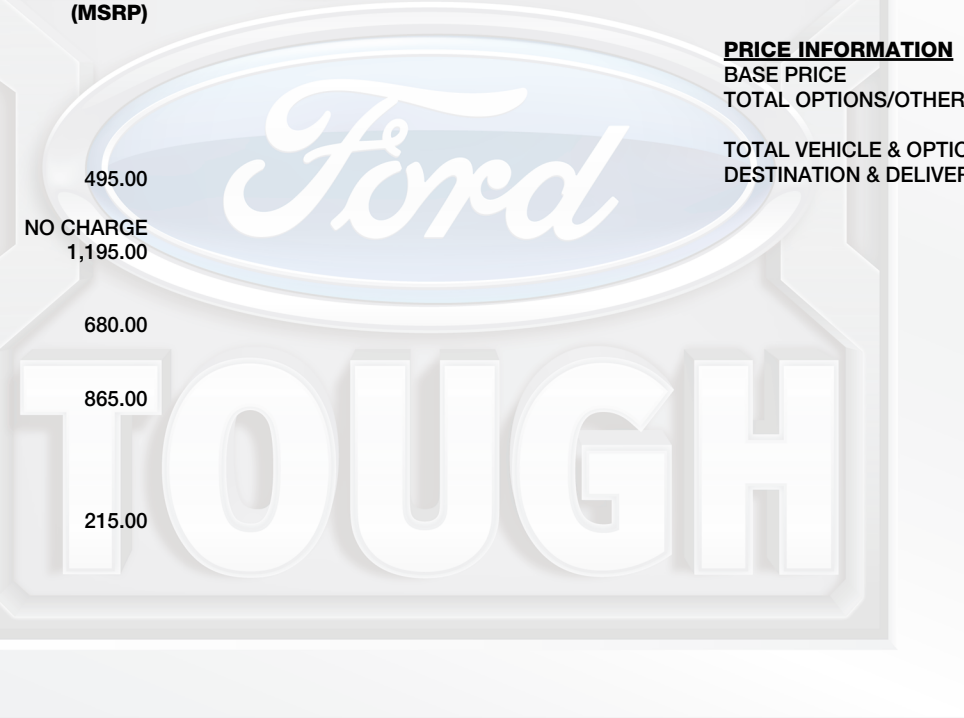 (MSRP)
495.00
NO CHARGE
1,195.00
680.00
865.00
215.00
PRICE INFORMATION
BASE PRICE
TOTAL OPTIONS/OTHER
TOTAL VEHICLE & OPTIO
DESTINATION & DELIVER
Ford
TOUGH